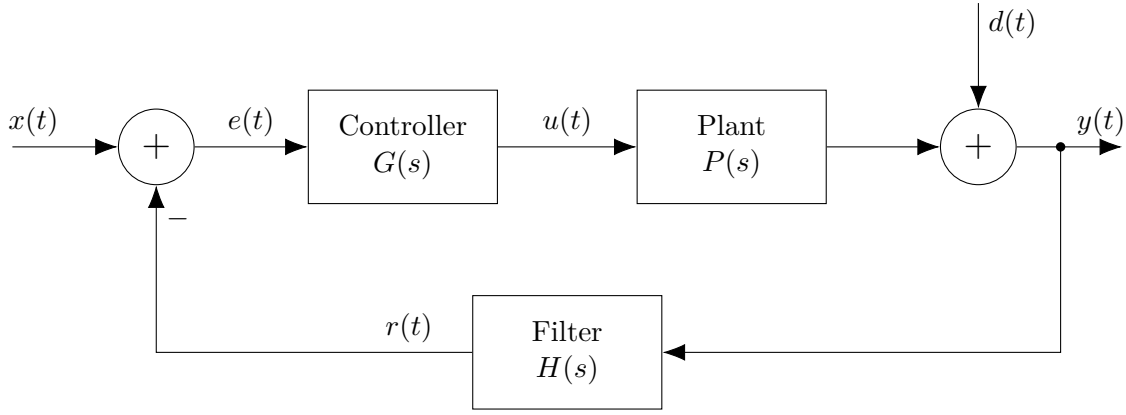 d(t)
x(t)
+
e(t)
Controller
G(s)
u(t)
Plant
P(s)
+
y(t)
−
r(t)
Filter
H(s)